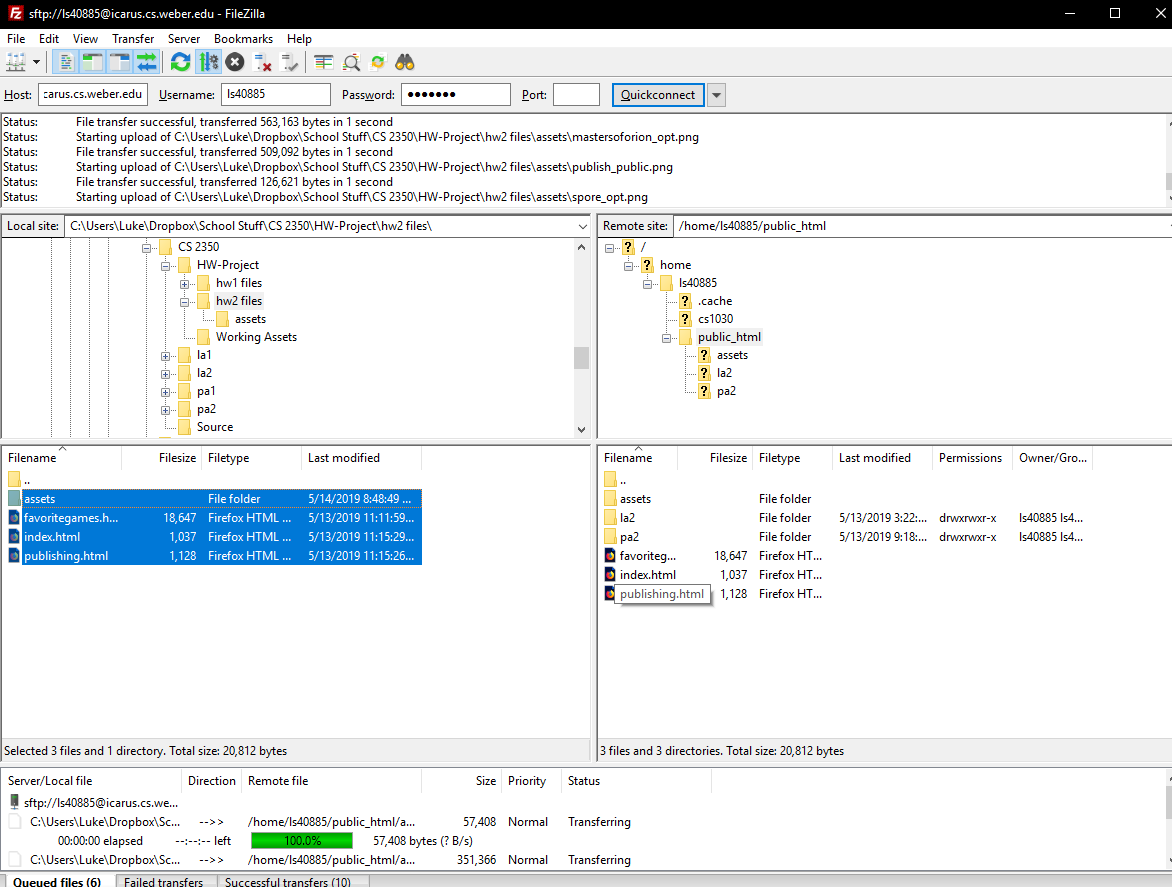 sftp://ls40885@icarus.cs.weber.edu - FileZilla
File Edit View Transfer Server Bookmarks Help
Host: :carus.cs.weber.edu Username: ls40885 Password: ●●●●●●● Port: Quickconnect
Status: File transfer successful, transferred 563,163 bytes in 1 second
Status: Starting upload of C:\Users\Luke\Dropbox\School Stuff\CS 2350\HW-Project\hw2 files\assets\mastersoforion_opt.png
Status: File transfer successful, transferred 509,092 bytes in 1 second
Status: Starting upload of C:\Users\Luke\Dropbox\School Stuff\CS 2350\HW-Project\hw2 files\assets\publish_public.png
Status: File transfer successful, transferred 126,621 bytes in 1 second
Status: Starting upload of C:\Users\Luke\Dropbox\School Stuff\CS 2350\HW-Project\hw2 files\assets\spore_opt.png
Local site: C:\Users\Luke\Dropbox\School Stuff\CS 2350\HW-Project\hw2 files\
CS 2350
HW-Project
hw1 files
hw2 files
assets
Working Assets
la1
la2
pa1
pa2
Source
Remote site: /home/ls40885/public_html
/
home
ls40885
.cache
cs1030
public_html
assets
la2
pa2
Filename Filesize Filetype Last modified
..
assets File folder 5/14/2019 8:48:49 ...
favoritegames.h... 18,647 Firefox HTML ... 5/13/2019 11:11:59...
index.html 1,037 Firefox HTML ... 5/13/2019 11:15:29...
publishing.html 1,128 Firefox HTML ... 5/13/2019 11:15:26...
Selected 3 files and 1 directory. Total size: 20,812 bytes
Filename Filesize Filetype Last modified Permissions Owner/Gro...
..
assets File folder
la2 File folder 5/13/2019 3:22:... drwxrwxr-x ls40885 ls4...
pa2 File folder 5/13/2019 9:18:... drwxrwxr-x ls40885 ls4...
favoriteg... 18,647 Firefox HT...
index.html 1,037 Firefox HT...
publishing.html 1,128 Firefox HT...
3 files and 3 directories. Total size: 20,812 bytes
Server/Local file Direction Remote file Size Priority Status
sftp://ls40885@icarus.cs.we...
C:\Users\Luke\Dropbox\Sc... -->> /home/ls40885/public_html/a... 57,408 Normal Transferring
00:00:00 elapsed --:--:-- left 100.0% 57,408 bytes (? B/s)
C:\Users\Luke\Dropbox\Sc... -->> /home/ls40885/public_html/a... 351,366 Normal Transferring
Queued files (6) Failed transfers Successful transfers (10)